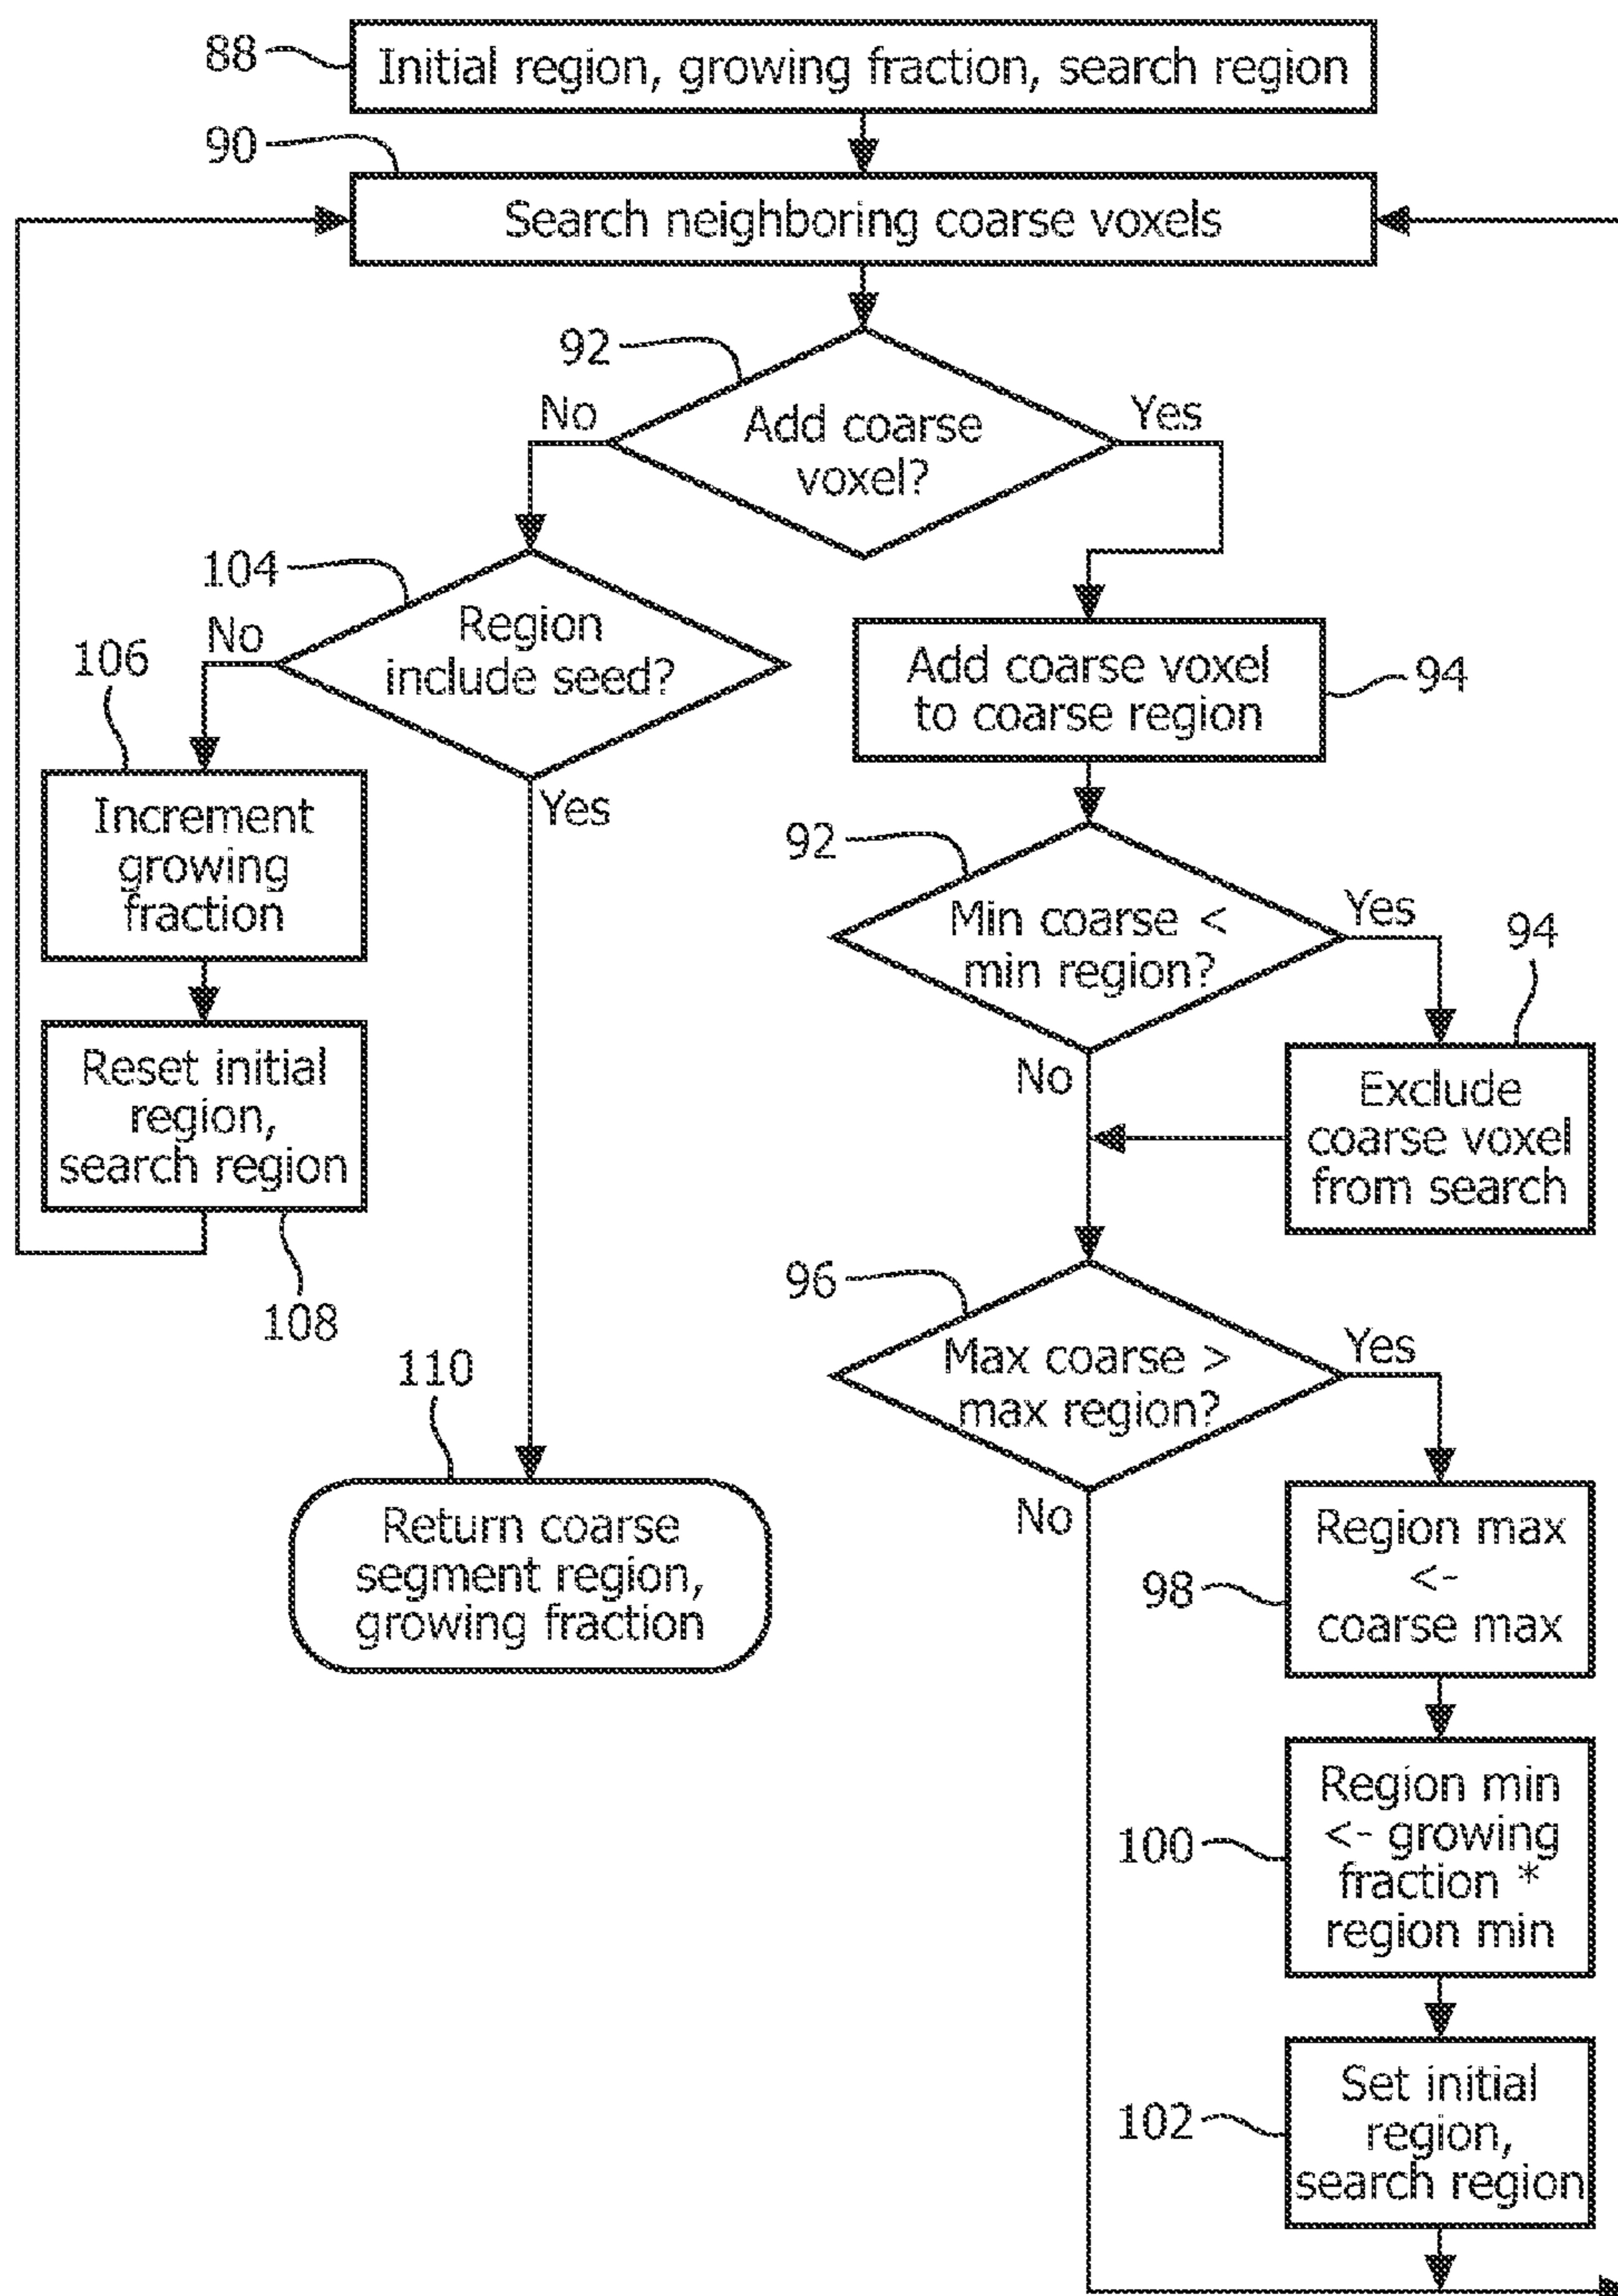 88
Initial region, growing fraction, search region
90
Search neighboring coarse voxels
92
No
Add coarse
voxel?
Yes
104
No
Region
include seed?
Yes
106
Add coarse voxel
to coarse region
94
Increment
growing
fraction
92
Min coarse <
min region?
Yes
No
94
Exclude
coarse voxel
from search
Reset initial
region,
search region
108
96
Max coarse >
max region?
Yes
No
110
Return coarse
segment region,
growing fraction
98
Region max
<-
coarse max
100
Region min
<- growing
fraction *
region min
102
Set initial
region,
search region